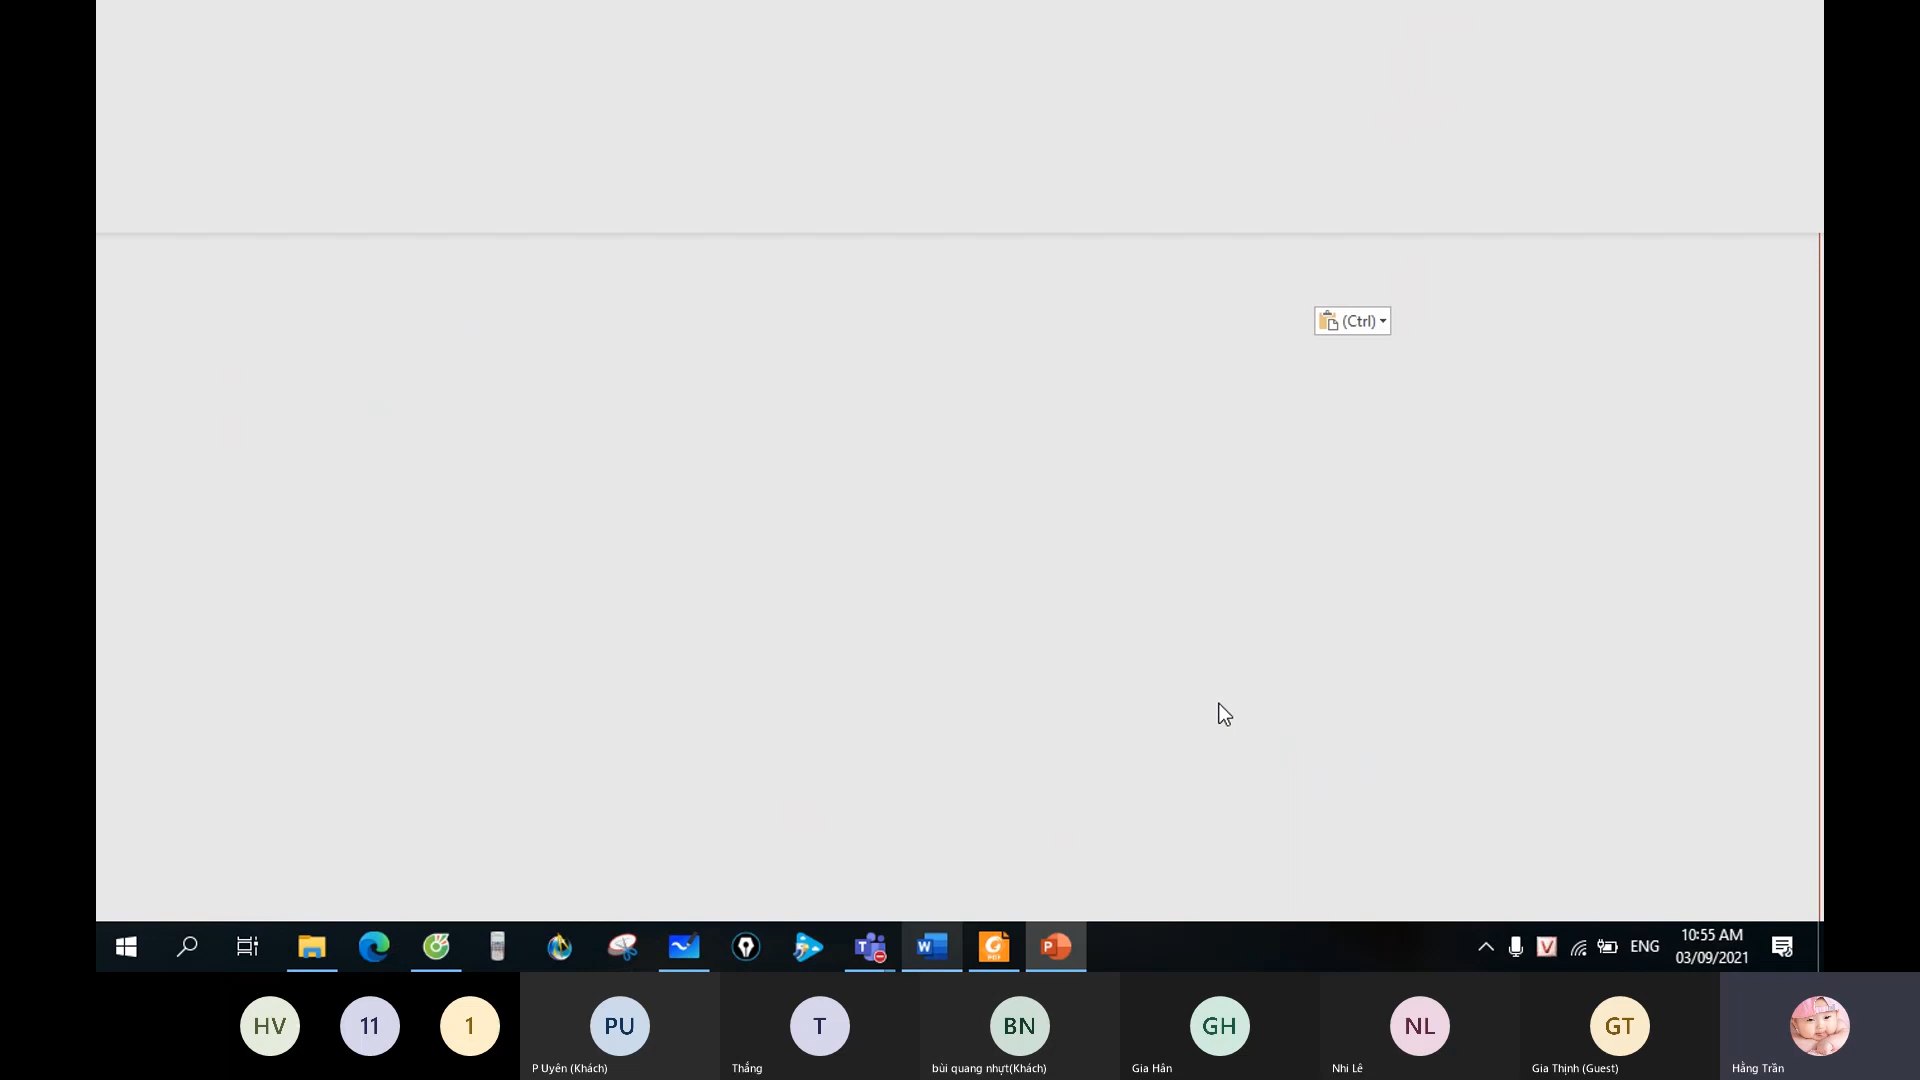 (Ctrl)
ENG
10:55 AM
03/09/2021
HV
11
1
PU
T
BN
GH
NL
GT
P Uyên (Khách)
Thắng
bùi quang nhựt(Khách)
Gia Hân
Nhi Lê
Gia Thịnh (Guest)
Hằng Trần